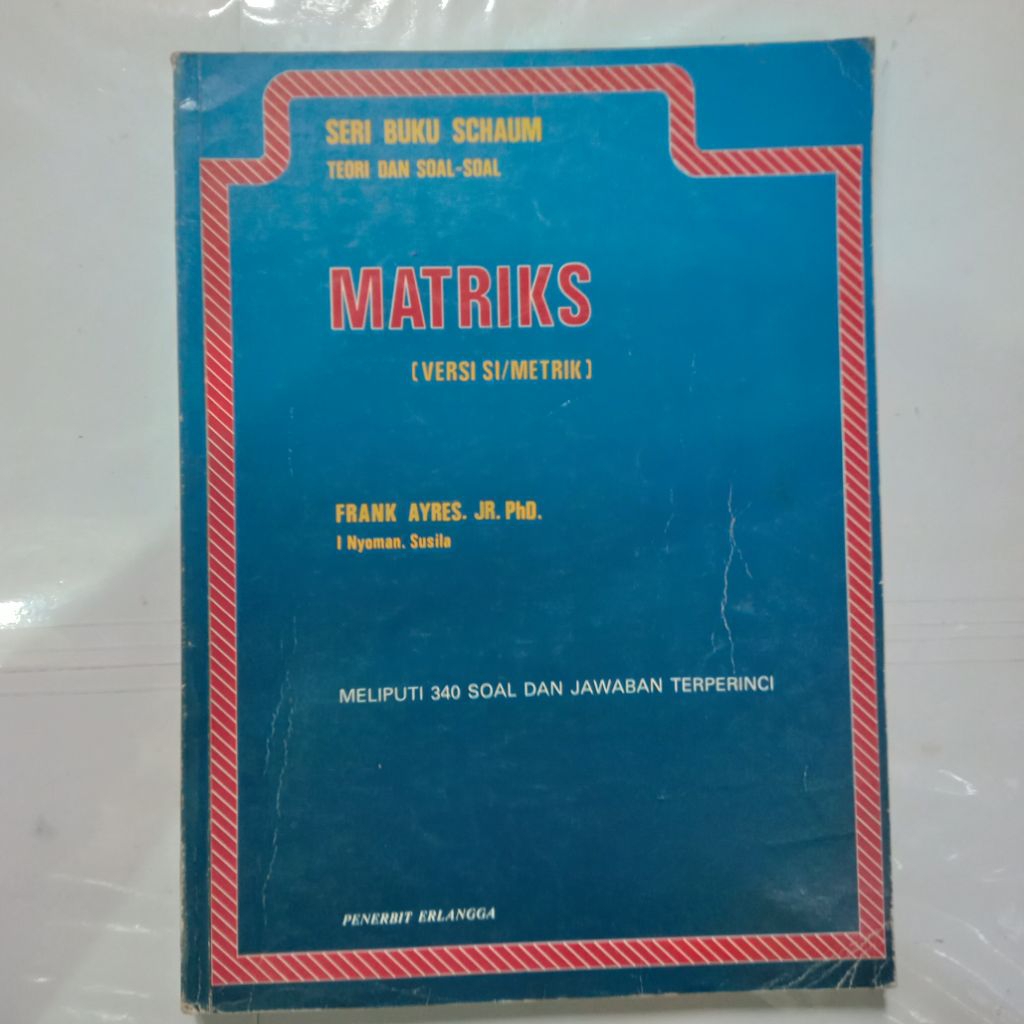 SERI BUKU SCHAUM
TEORI DAN SOAL-SOAL
MATRIKS
(VERSI SI/METRIK)
FRANK AYRES. JR. PhD.
I Nyoman. Susila
MELIPUTI 340 SOAL DAN JAWABAN TERPERINCI
PENERBIT ERLANGGA